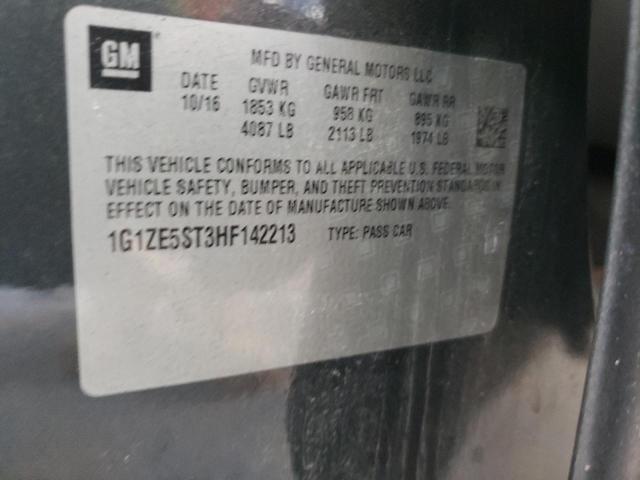 GM
MFD BY GENERAL MOTORS LLC
DATE GVWR GAWR FRT GAWR RR
10/16 1853 KG 958 KG 895 KG
4087 LB 2113 LB 1974 LB
THIS VEHICLE CONFORMS TO ALL APPLICABLE U.S. FEDERAL MOTOR
VEHICLE SAFETY, BUMPER, AND THEFT PREVENTION STANDARDS IN
EFFECT ON THE DATE OF MANUFACTURE SHOWN ABOVE.
1G1ZE5ST3HF142213 TYPE: PASS CAR